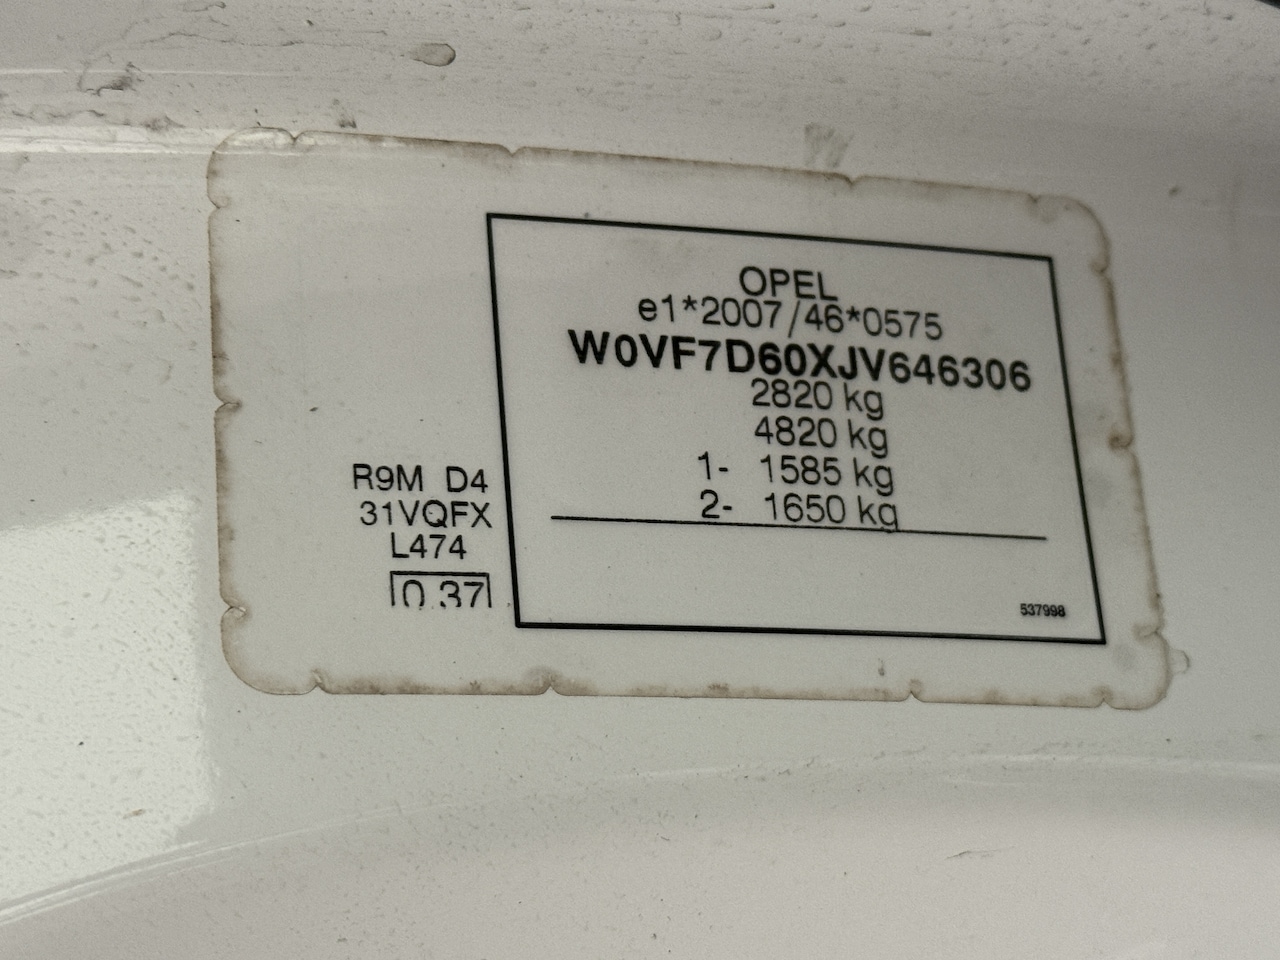 OPEL
e1*2007/46*0575
W0VF7D60XJV646306
2820 kg
4820 kg
1- 1585 kg
2- 1650 kg
R9M D4
31VQFX
L474
0.37
537998